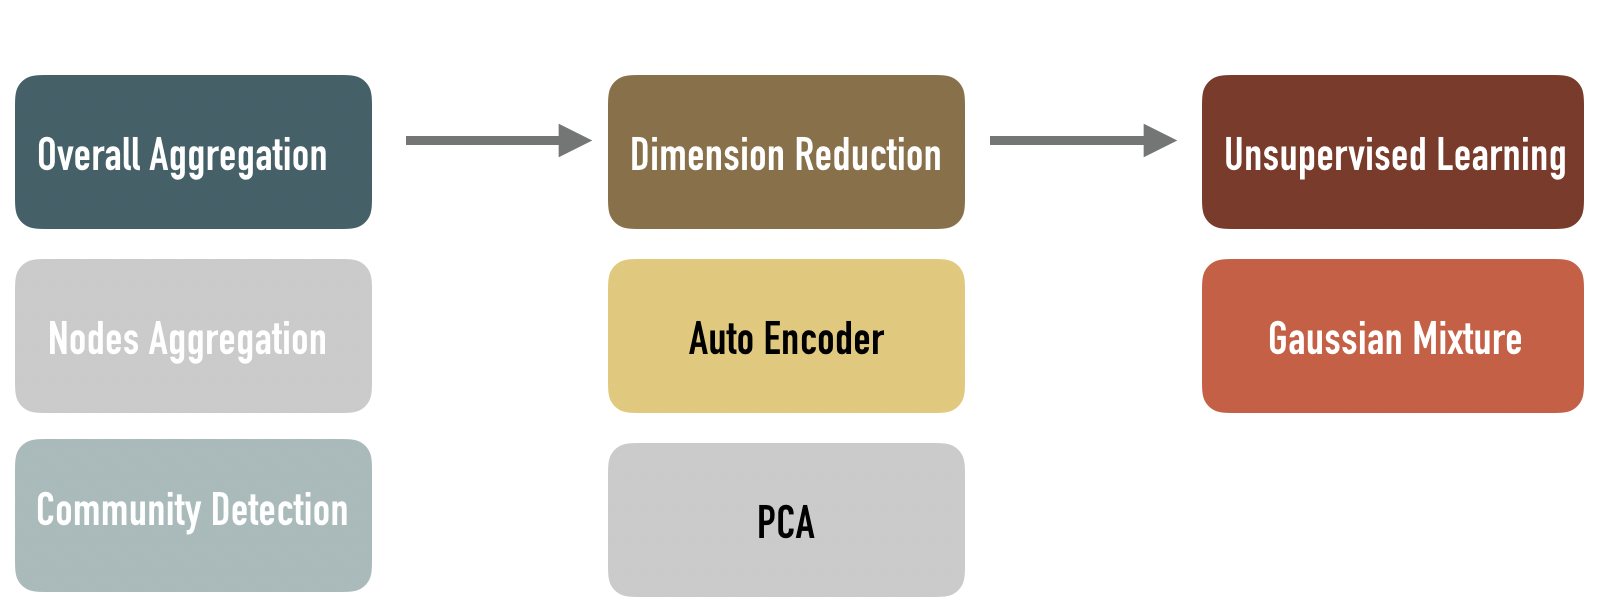 Overall Aggregation
Dimension Reduction
Unsupervised Learning
Nodes Aggregation
Auto Encoder
Gaussian Mixture
Community Detection
PCA